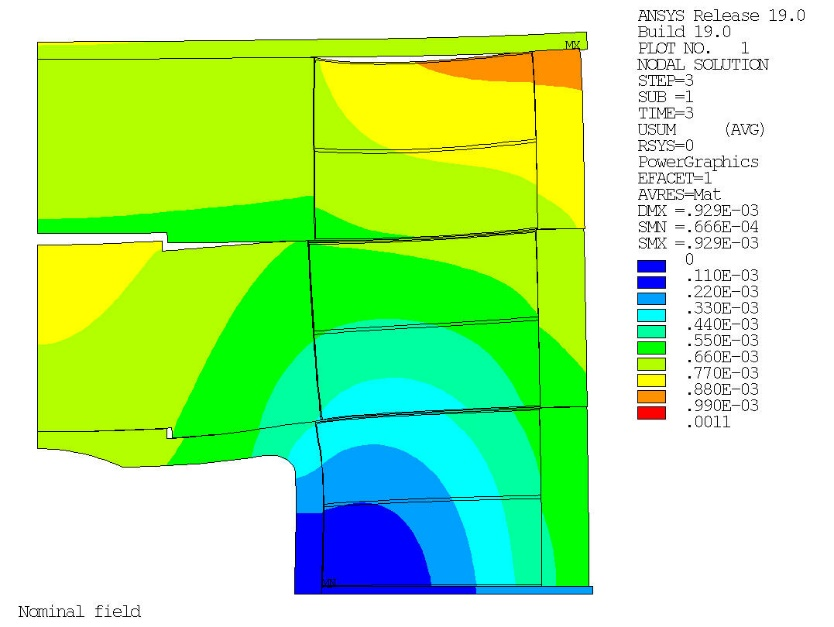 ANSYS Release 19.0
Build 19.0
PLOT NO.   1
NODAL SOLUTION
STEP=3
SUB =1
TIME=3
USUM     (AVG)
RSYS=0
PowerGraphics
EFACET=1
AVRES=Mat
DMX =.929E-03
SMN =.666E-04
SMX =.929E-03
0
.110E-03
.220E-03
.330E-03
.440E-03
.550E-03
.660E-03
.770E-03
.880E-03
.990E-03
.0011
MX
MN
Nominal field